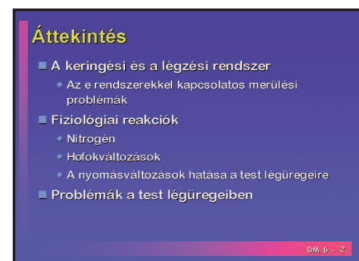 Áttekintés
A keringési és a légzési rendszer
Az e rendszerekkel kapcsolatos merülési
problémák
Fiziológiai reakciók
Nitrogén
Hőfokváltozások
A nyomásváltozások hatása a test légüregeire
Problémák a test légüregeiben
DM 6 - 2